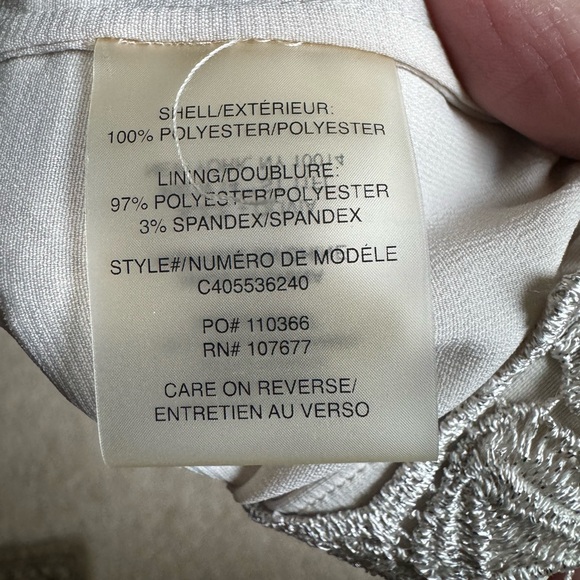 SHELL/EXTÉRIEUR:
100% POLYESTER/POLYESTER
LINING/DOUBLURE:
97% POLYESTER/POLYESTER
3% SPANDEX/SPANDEX
STYLE#/NUMÉRO DE MODÉLE
C405536240
PO# 110366
RN# 107677
CARE ON REVERSE/
ENTRETIEN AU VERSO